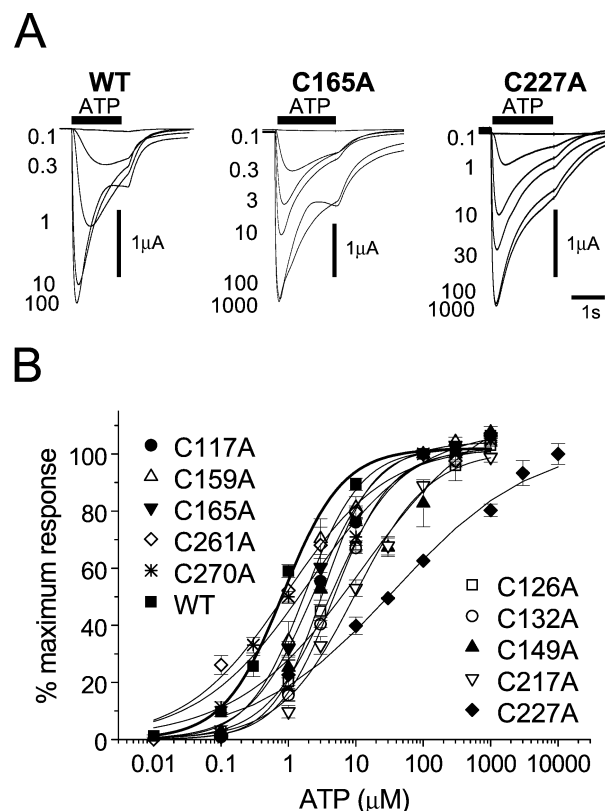 A
WT
C165A
C227A
ATP
ATP
ATP
0.1
0.3
1
10
100
1µA
0.1
0.3
3
10
100
1000
1µA
0.1
1
10
30
100
1000
1µA
1s
B
% maximum response
100
80
60
40
20
0
C117A
C159A
C165A
C261A
C270A
WT
C126A
C132A
C149A
C217A
C227A
0.01 0.1 1 10 100 1000 10000
ATP (µM)